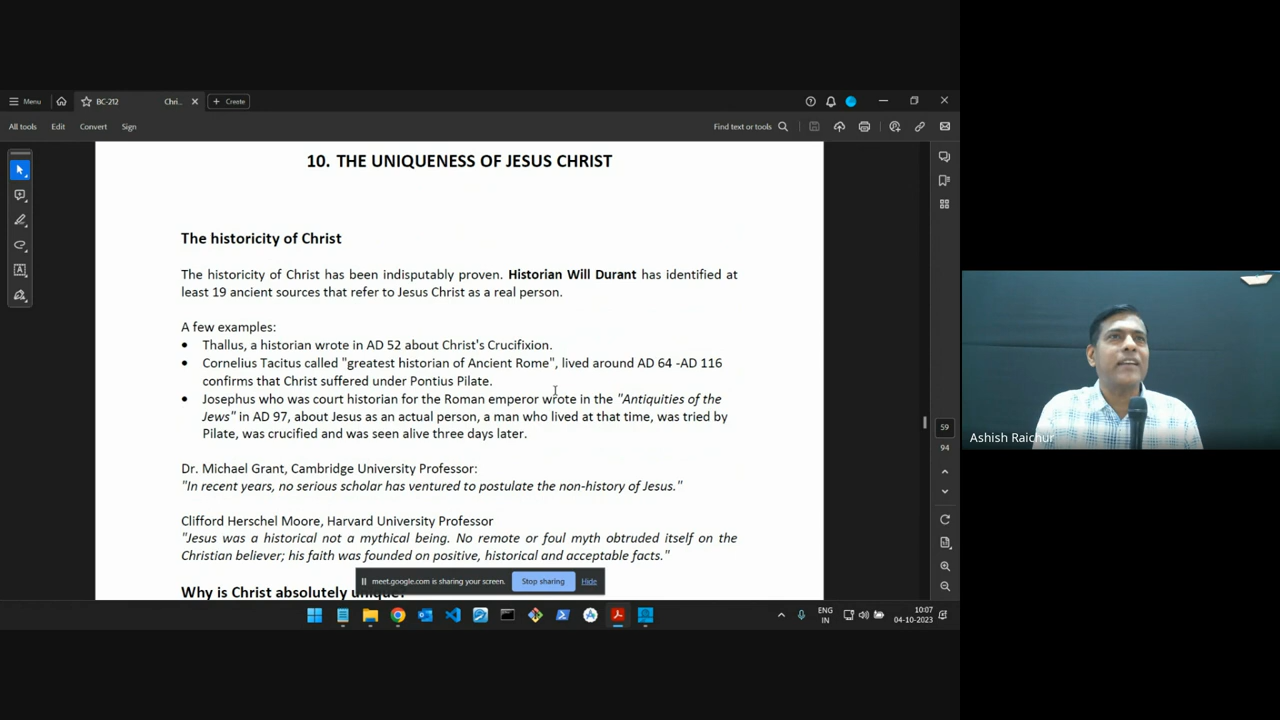 Menu
BC-212
Chri..
Create
All tools
Edit
Convert
Sign
Find text or tools
10. THE UNIQUENESS OF JESUS CHRIST
The historicity of Christ
The historicity of Christ has been indisputably proven. Historian Will Durant has identified at
least 19 ancient sources that refer to Jesus Christ as a real person.
A few examples:
• Thallus, a historian wrote in AD 52 about Christ's Crucifixion.
• Cornelius Tacitus called "greatest historian of Ancient Rome", lived around AD 64 -AD 116
confirms that Christ suffered under Pontius Pilate.
• Josephus who was court historian for the Roman emperor wrote in the "Antiquities of the
Jews" in AD 97, about Jesus as an actual person, a man who lived at that time, was tried by
Pilate, was crucified and was seen alive three days later.
Dr. Michael Grant, Cambridge University Professor:
"In recent years, no serious scholar has ventured to postulate the non-history of Jesus."
Clifford Herschel Moore, Harvard University Professor
"Jesus was a historical not a mythical being. No remote or foul myth obtruded itself on the
Christian believer; his faith was founded on positive, historical and acceptable facts."
Why is Christ absolutely unique?
meet.google.com is sharing your screen.
Stop sharing
Hide
59
94
Ashish Raichur
ENG
IN
10:07
04-10-2023